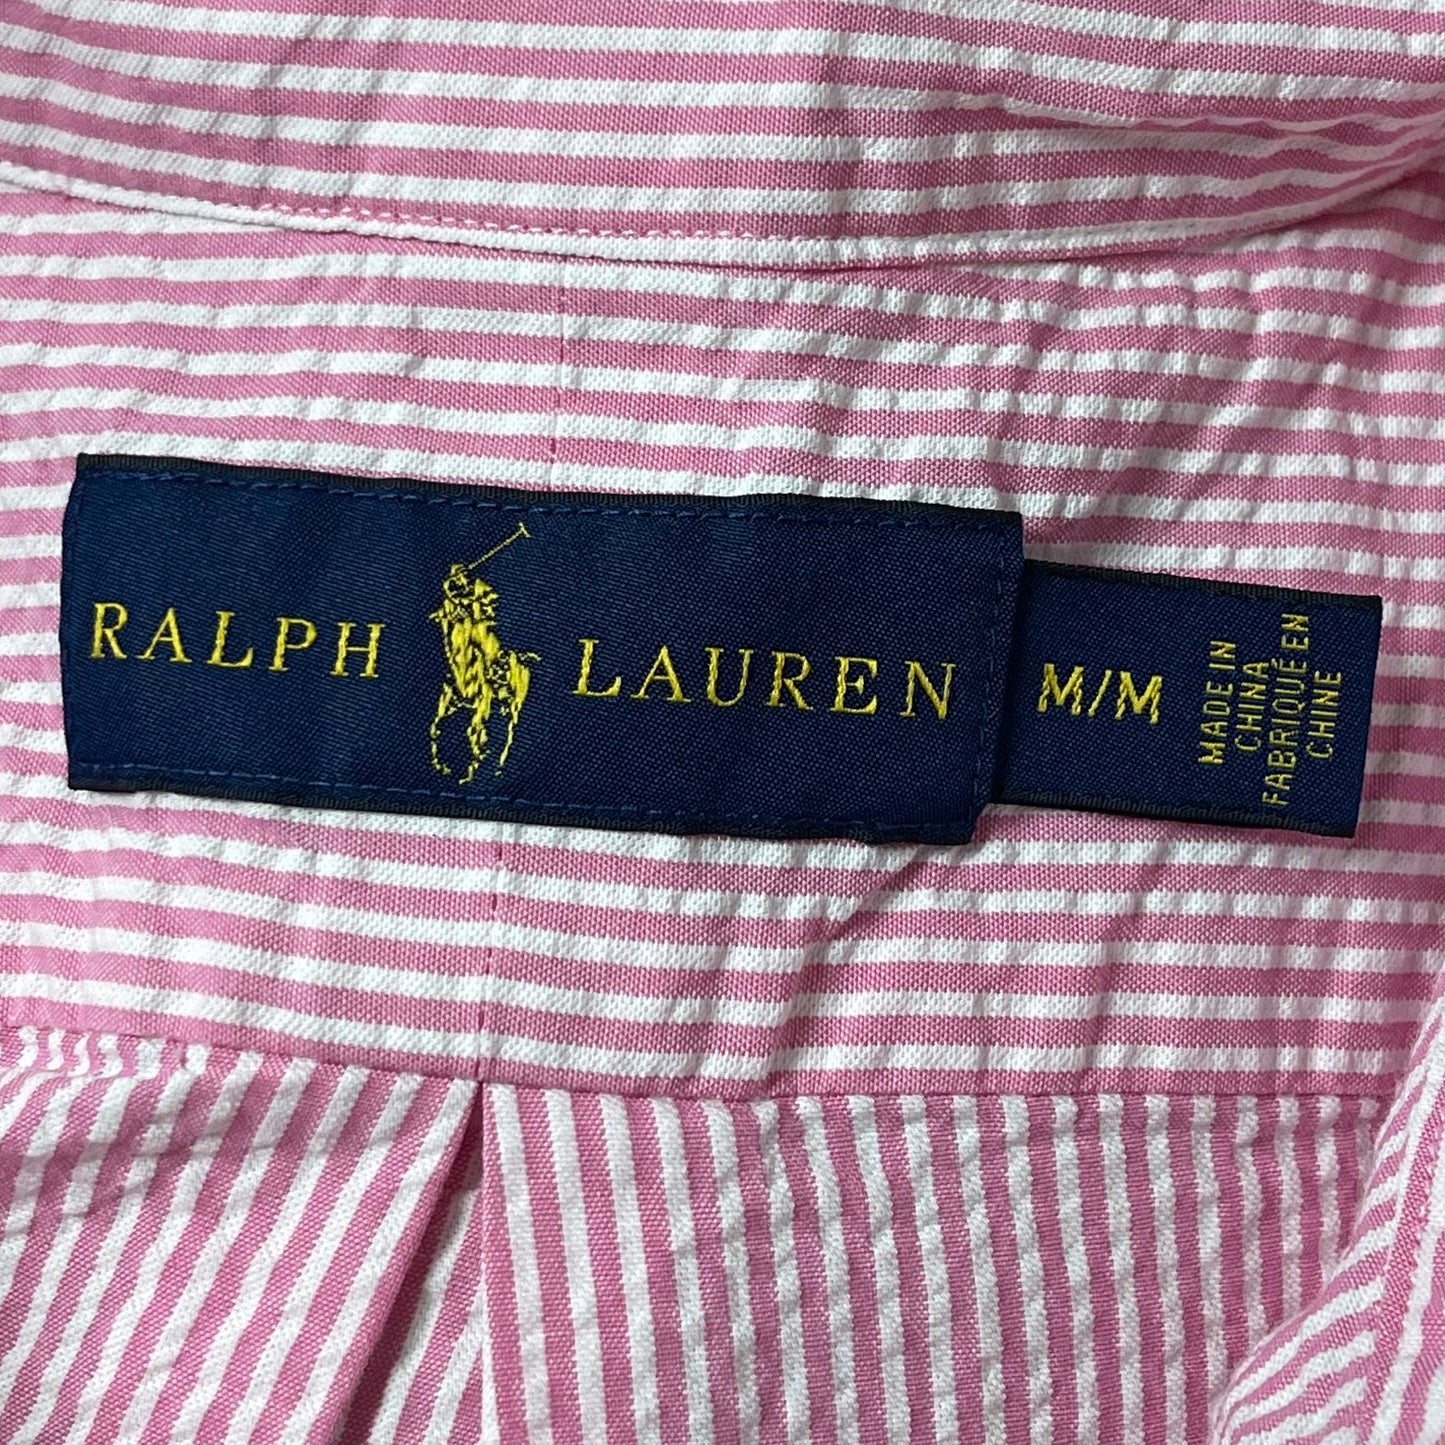 RALPH LAUREN
M/M
MADE IN
CHINA
FABRIQUÉ EN
CHINE